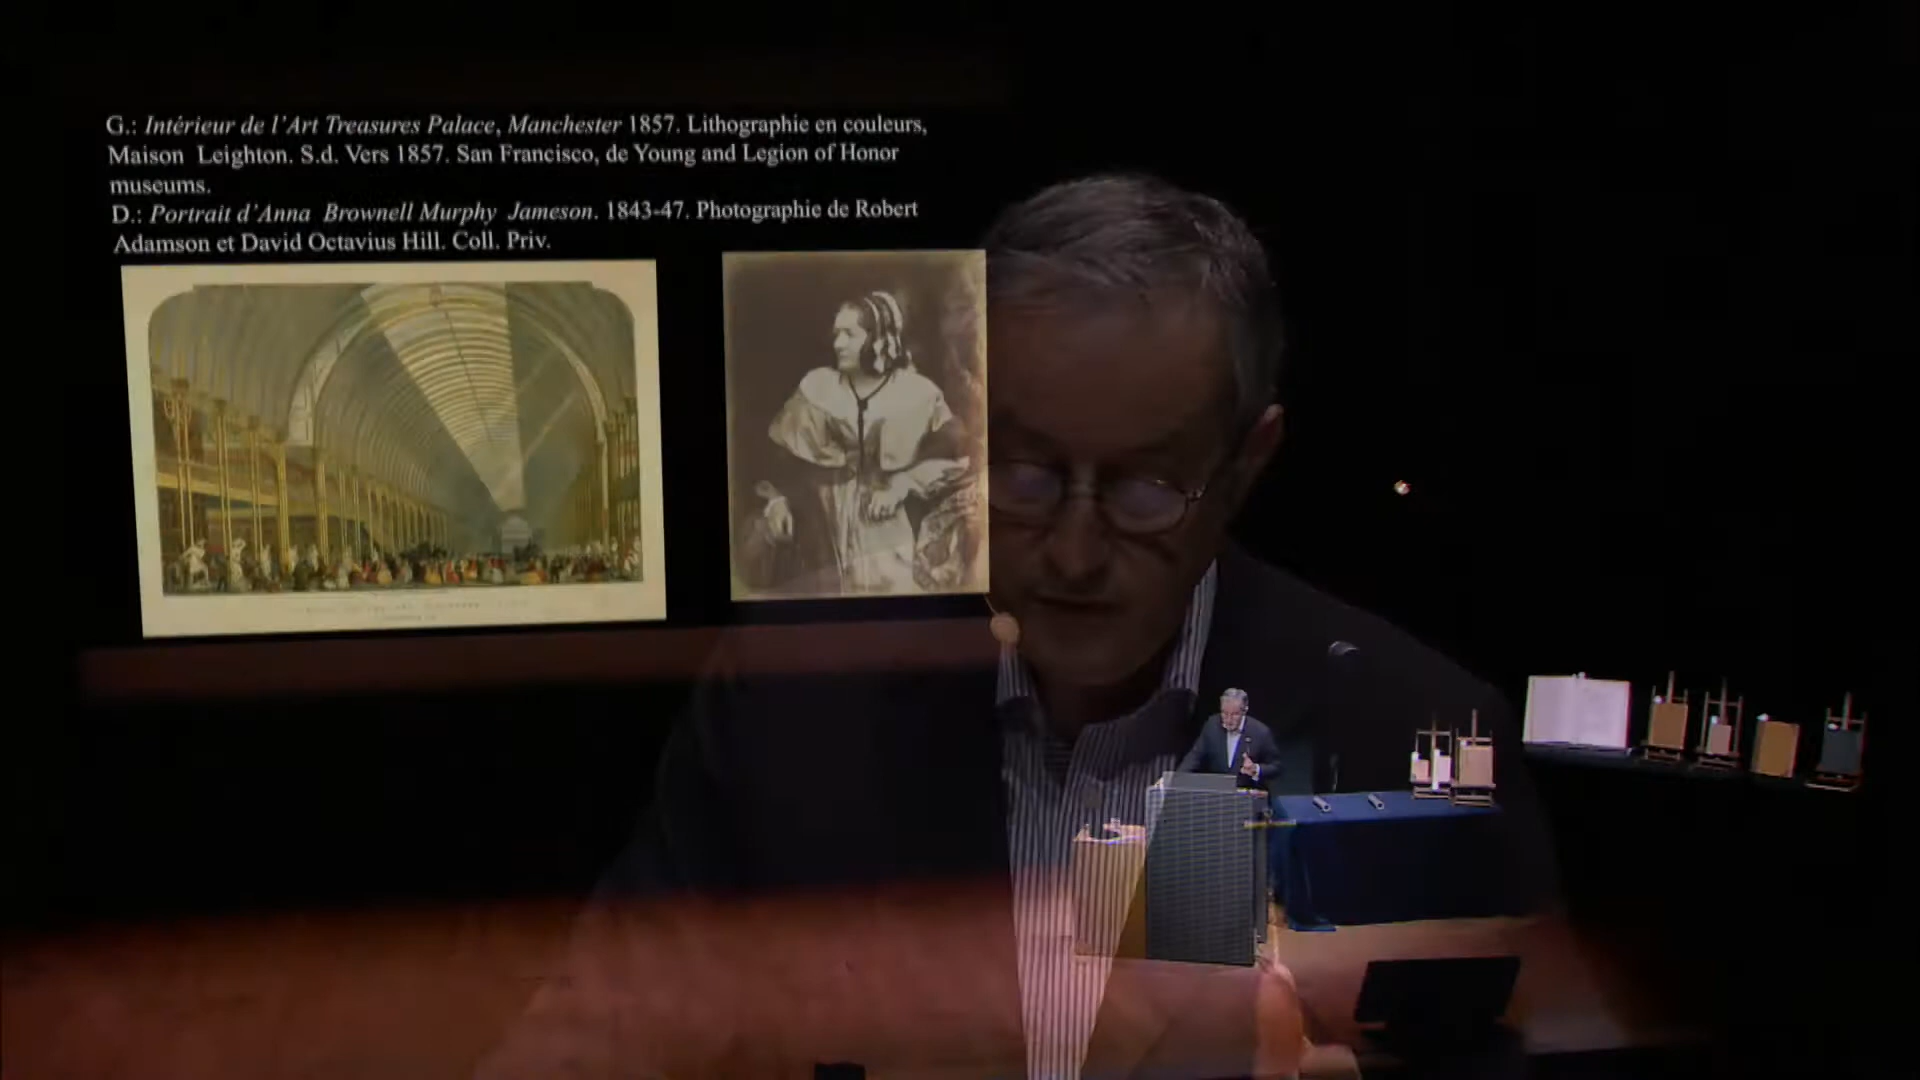 G.: Intérieur de l'Art Treasures Palace, Manchester 1857. Lithographie en couleurs,
Maison Leighton. S.d. Vers 1857. San Francisco, de Young and Legion of Honor
museums.
D.: Portrait d'Anna Brownell Murphy Jameson. 1843-47. Photographie de Robert
Adamson et David Octavius Hill. Coll. Priv.